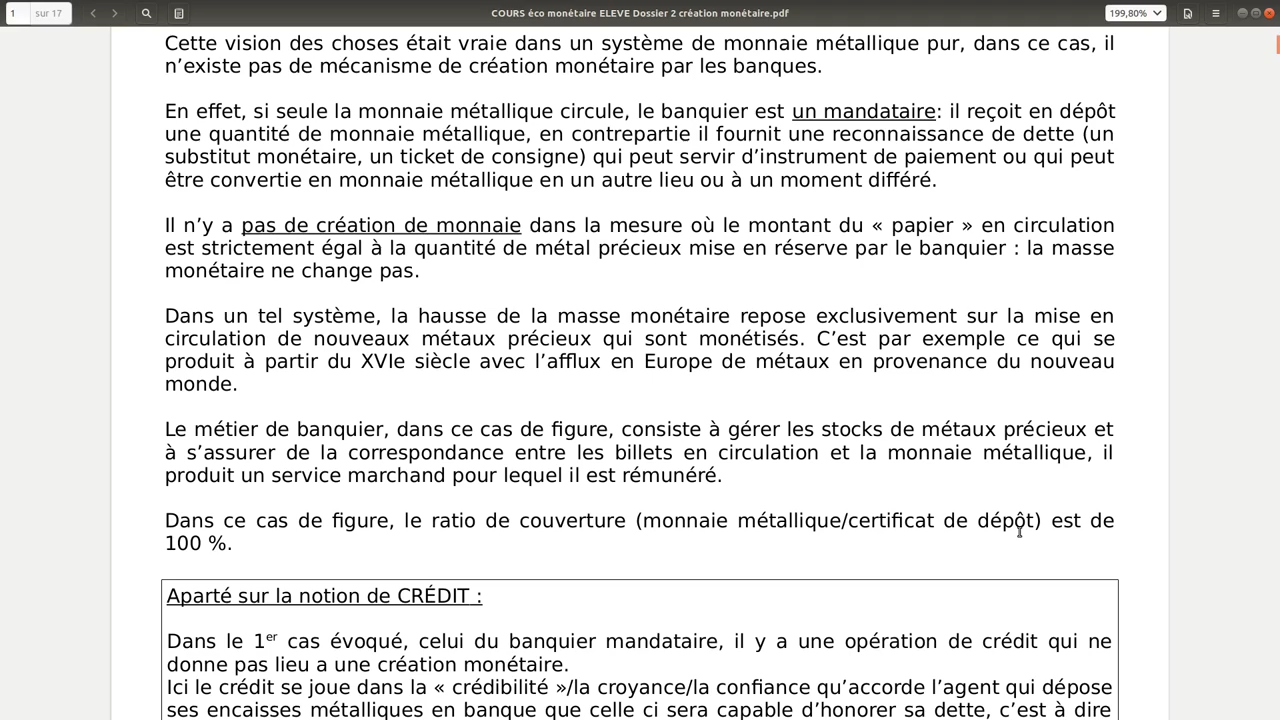 1 sur 17
COURS éco monétaire ELEVE Dossier 2 création monétaire.pdf
199,80%
Cette vision des choses était vraie dans un système de monnaie métallique pur, dans ce cas, il
n’existe pas de mécanisme de création monétaire par les banques.
En effet, si seule la monnaie métallique circule, le banquier est un mandataire: il reçoit en dépôt
une quantité de monnaie métallique, en contrepartie il fournit une reconnaissance de dette (un
substitut monétaire, un ticket de consigne) qui peut servir d’instrument de paiement ou qui peut
être convertie en monnaie métallique en un autre lieu ou à un moment différé.
Il n’y a pas de création de monnaie dans la mesure où le montant du « papier » en circulation
est strictement égal à la quantité de métal précieux mise en réserve par le banquier : la masse
monétaire ne change pas.
Dans un tel système, la hausse de la masse monétaire repose exclusivement sur la mise en
circulation de nouveaux métaux précieux qui sont monétisés. C’est par exemple ce qui se
produit à partir du XVIe siècle avec l’afflux en Europe de métaux en provenance du nouveau
monde.
Le métier de banquier, dans ce cas de figure, consiste à gérer les stocks de métaux précieux et
à s’assurer de la correspondance entre les billets en circulation et la monnaie métallique, il
produit un service marchand pour lequel il est rémunéré.
Dans ce cas de figure, le ratio de couverture (monnaie métallique/certificat de dépôt) est de
100 %.
Aparté sur la notion de CRÉDIT :
Dans le 1er cas évoqué, celui du banquier mandataire, il y a une opération de crédit qui ne
donne pas lieu a une création monétaire.
Ici le crédit se joue dans la « crédibilité »/la croyance/la confiance qu’accorde l’agent qui dépose
ses encaisses métalliques en banque que celle ci sera capable d’honorer sa dette, c’est à dire